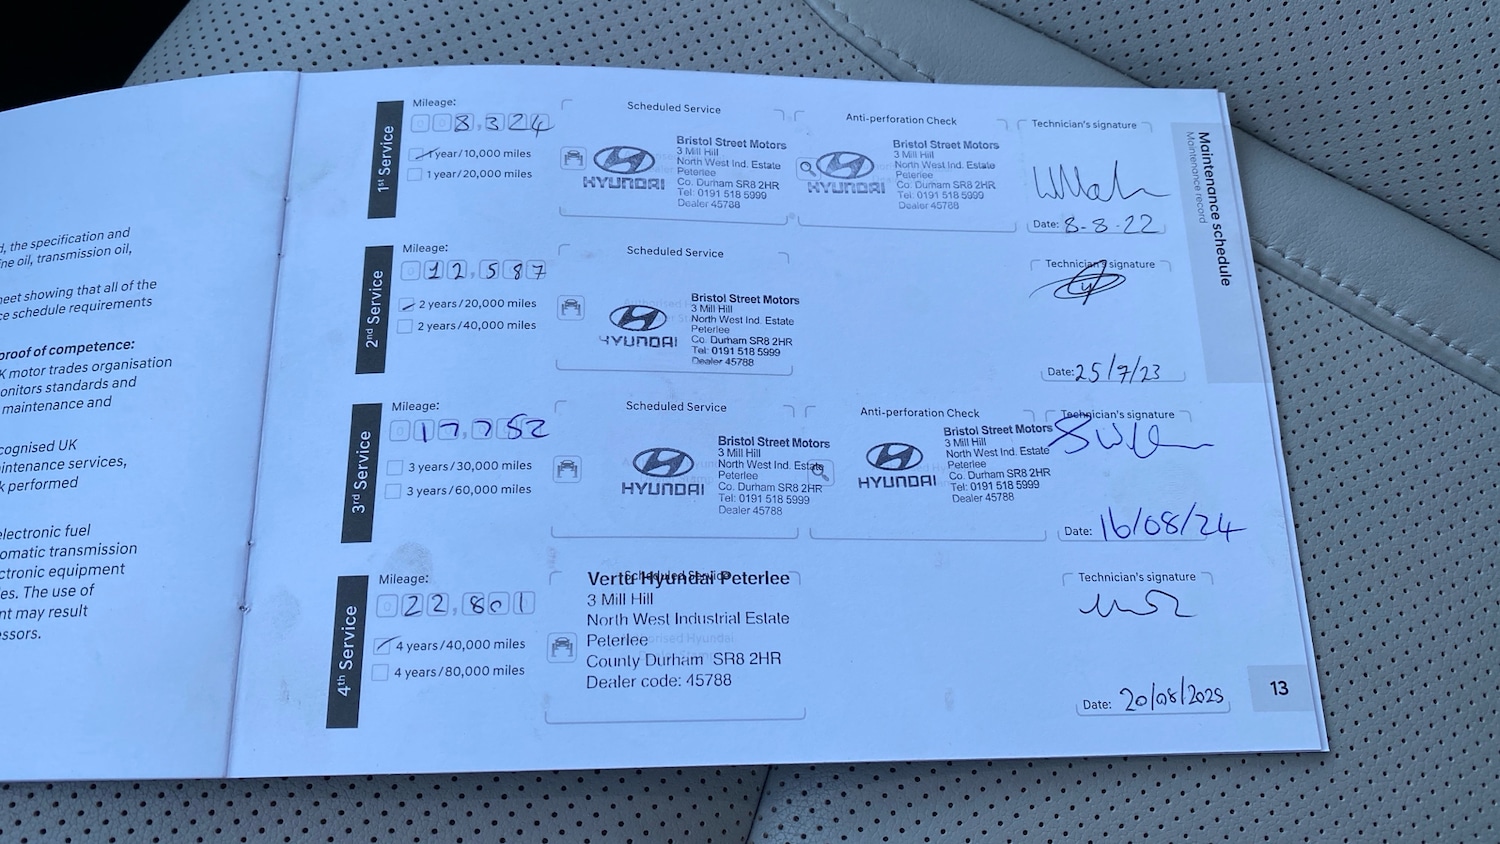 d, the specification and
ne oil, transmission oil,
neet showing that all of the
ce schedule requirements
proof of competence:
K motor trades organisation
onitors standards and
maintenance and
cognised UK
intenance services,
k performed
electronic fuel
omatic transmission
ctronic equipment
es. The use of
nt may result
essors.
1st Service
Mileage:
008,324
1 year/10,000 miles
1 year/20,000 miles
Scheduled Service
HYUNDAI
Bristol Street Motors
3 Mill Hill
North West Ind. Estate
Peterlee
Co. Durham SR8 2HR
Tel: 0191 518 5999
Dealer 45788
Anti-perforation Check
HYUNDAI
Bristol Street Motors
3 Mill Hill
North West Ind. Estate
Peterlee
Co. Durham SR8 2HR
Tel: 0191 518 5999
Dealer 45788
Technician's signature
Date: 8-8-22
2nd Service
Mileage:
012,587
2 years/20,000 miles
2 years/40,000 miles
Scheduled Service
HYUNDAI
Bristol Street Motors
3 Mill Hill
North West Ind. Estate
Peterlee
Co. Durham SR8 2HR
Tel: 0191 518 5999
Dealer 45788
Technician's signature
Date: 25/7/23
3rd Service
Mileage:
017,752
3 years/30,000 miles
3 years/60,000 miles
Scheduled Service
HYUNDAI
Bristol Street Motors
3 Mill Hill
North West Ind. Estate
Peterlee
Co. Durham SR8 2HR
Tel: 0191 518 5999
Dealer 45788
Anti-perforation Check
HYUNDAI
Bristol Street Motors
3 Mill Hill
North West Ind. Estate
Peterlee
Co. Durham SR8 2HR
Tel: 0191 518 5999
Dealer 45788
Technician's signature
Date: 16/08/24
4th Service
Mileage:
022,801
4 years/40,000 miles
4 years/80,000 miles
Scheduled Service
Vertu Hyundai Peterlee
3 Mill Hill
North West Industrial Estate
Peterlee
County Durham SR8 2HR
Dealer code: 45788
Technician's signature
Date: 20/08/2025
Maintenance schedule
Maintenance record
13